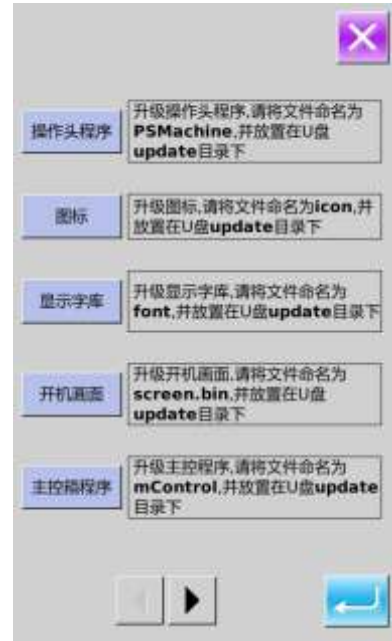 操作头程序
升级操作头程序,请将文件命名为
PSMachine,并放置在U盘
update目录下
图标
升级图标,请将文件命名为icon,并
放置在U盘update目录下
显示字库
升级显示字库,请将文件命名为
font,并放置在U盘update目录下
开机画面
升级开机画面,请将文件命名为
screen.bin,并放置在U盘
update目录下
主控箱程序
升级主控程序,请将文件命名为
mControl,并放置在U盘update
目录下